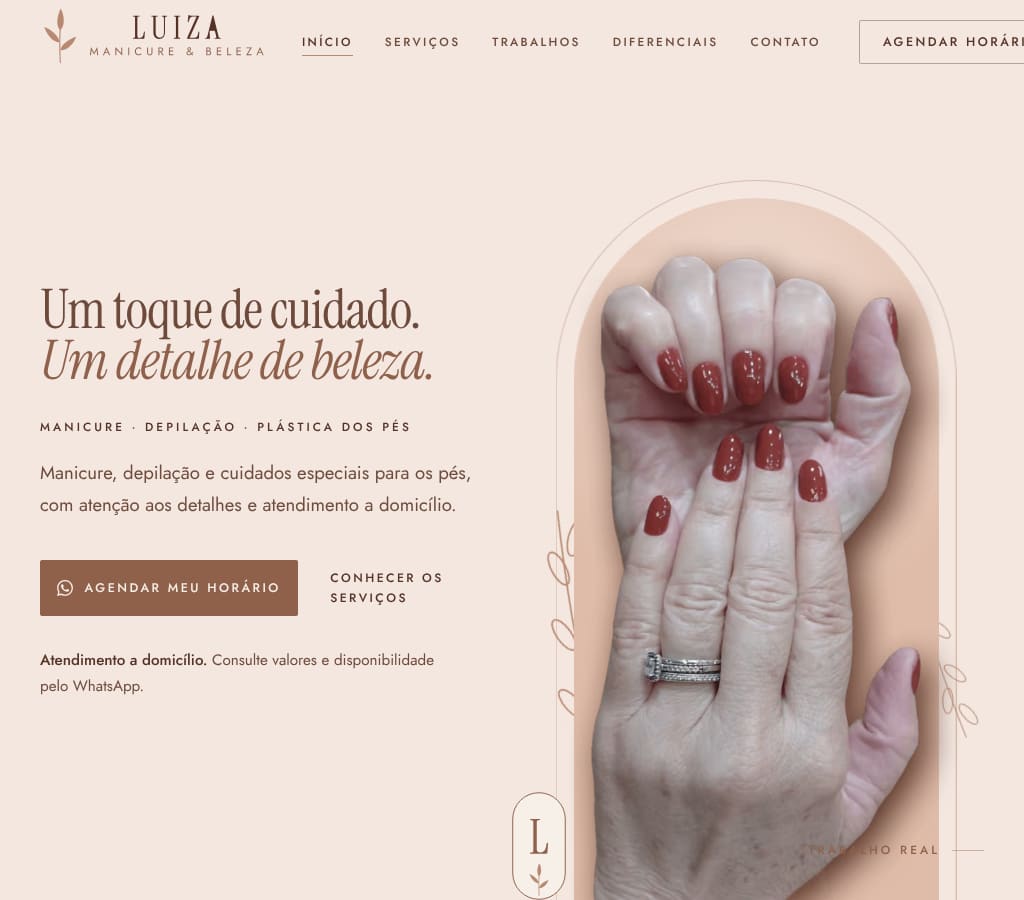 LUIZA
MANICURE & BELEZA
INÍCIO
SERVIÇOS
TRABALHOS
DIFERENCIAIS
CONTATO
AGENDAR
Um toque de cuidado.
Um detalhe de beleza.
MANICURE · DEPILAÇÃO · PLÁSTICA DOS PÉS
Manicure, depilação e cuidados especiais para os pés,
com atenção aos detalhes e atendimento a domicílio.
AGENDAR MEU HORÁRIO
CONHECER OS
SERVIÇOS
Atendimento a domicílio. Consulte valores e disponibilidade
pelo WhatsApp.
L
TRABALHO REAL